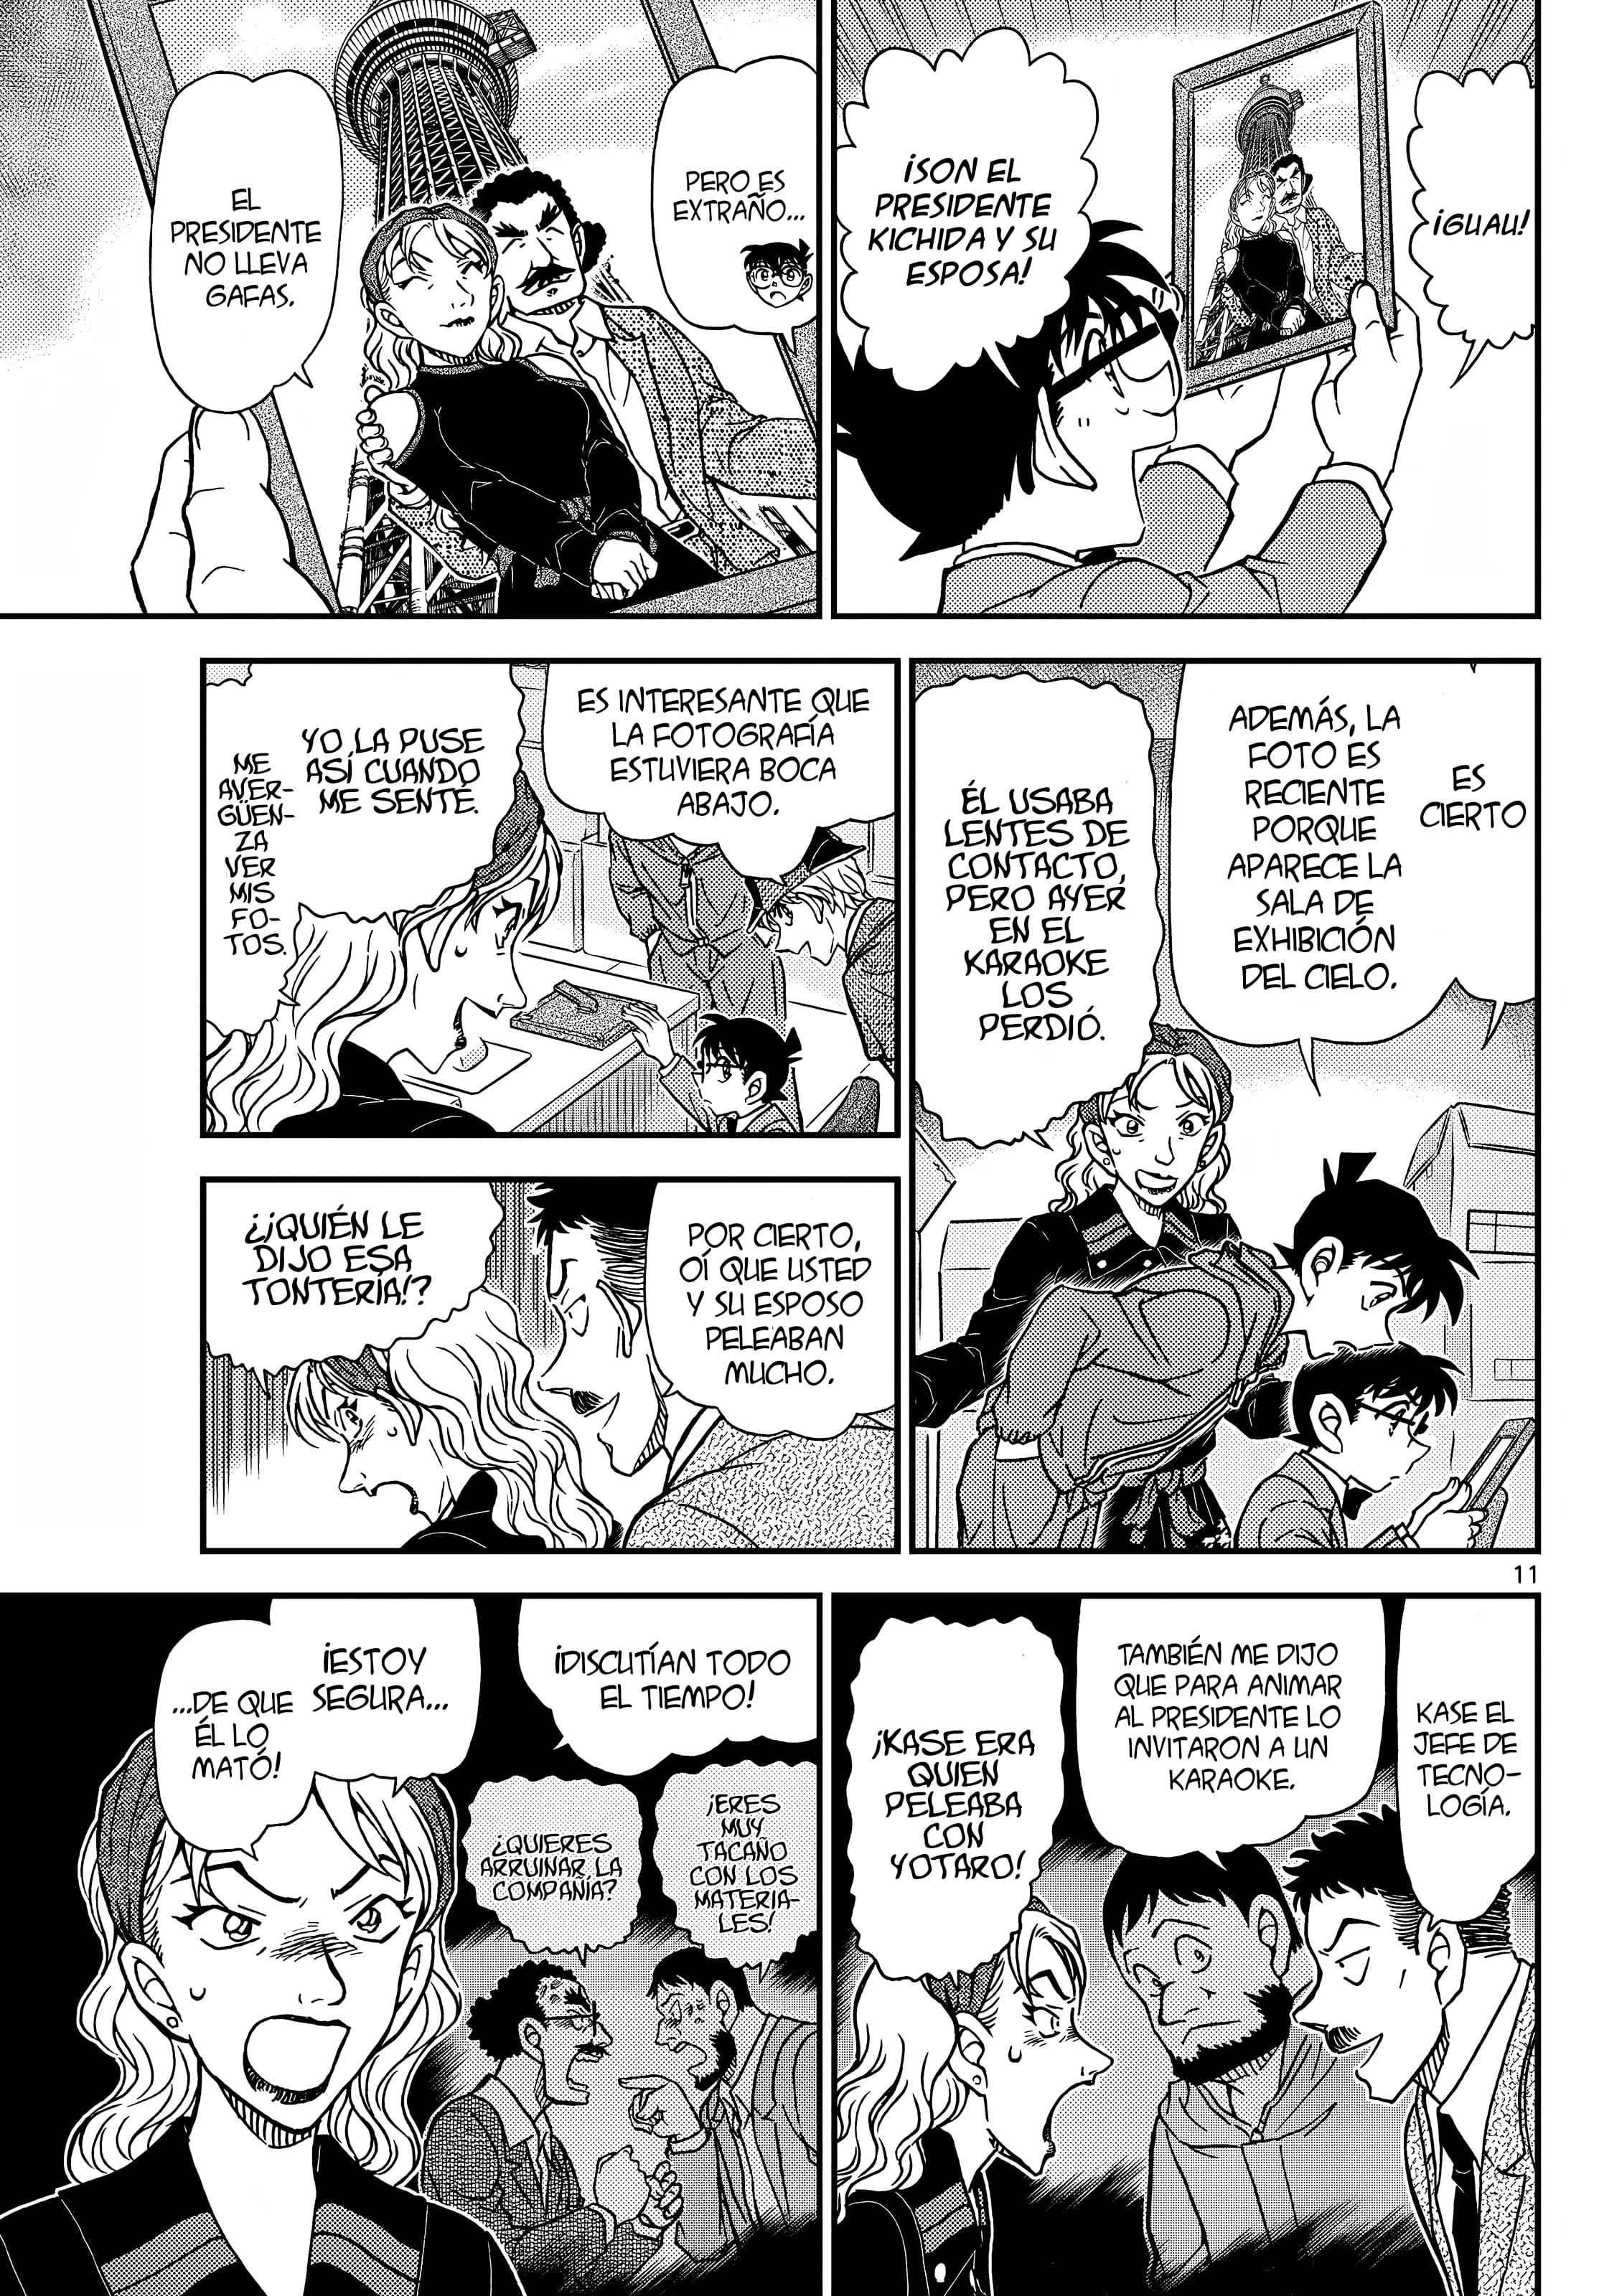 ¡GUAU!
¡SON EL
PRESIDENTE
KICHIDA Y SU
ESPOSA!
PERO ES
EXTRAÑO...
EL
PRESIDENTE
NO LLEVA
GAFAS.
ES
CIERTO
ADEMÁS, LA
FOTO ES
RECIENTE
PORQUE
APARECE LA
SALA DE
EXHIBICIÓN
DEL CIELO.
ÉL USABA
LENTES DE
CONTACTO,
PERO AYER
EN EL
KARAOKE
LOS
PERDIÓ.
ES INTERESANTE QUE
LA FOTOGRAFÍA
ESTUVIERA BOCA
ABAJO.
YO LA PUSE
ASÍ CUANDO
ME SENTÉ.
ME
AVER-
GÜEN-
ZA
VER
MIS
FO-
TOS.
POR CIERTO,
OÍ QUE USTED
Y SU ESPOSO
PELEABAN
MUCHO.
¿¡QUIÉN LE
DIJO ESA
TONTERÍA!?
11
KASE EL
JEFE DE
TECNO-
LOGÍA.
TAMBIÉN ME DIJO
QUE PARA ANIMAR
AL PRESIDENTE LO
INVITARON A UN
KARAOKE.
¡KASE ERA
QUIEN
PELEABA
CON
YOTARO!
¡DISCUTÍAN TODO
EL TIEMPO!
¡ERES
MUY
TACAÑO
CON LOS
MATERIA-
LES!
¿QUIERES
ARRUINAR LA
COMPAÑÍA?
¡ESTOY
SEGURA...
...DE QUE
ÉL LO
MATÓ!